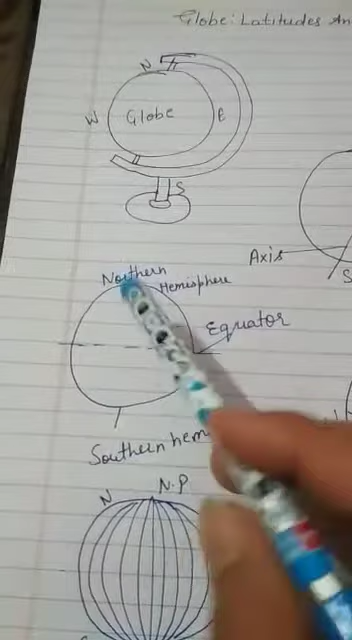 Globe: Latitudes An
N
W
Globe
E
S
Axis
S
Northern
Hemisphere
Equator
Southern hem
N
N.P